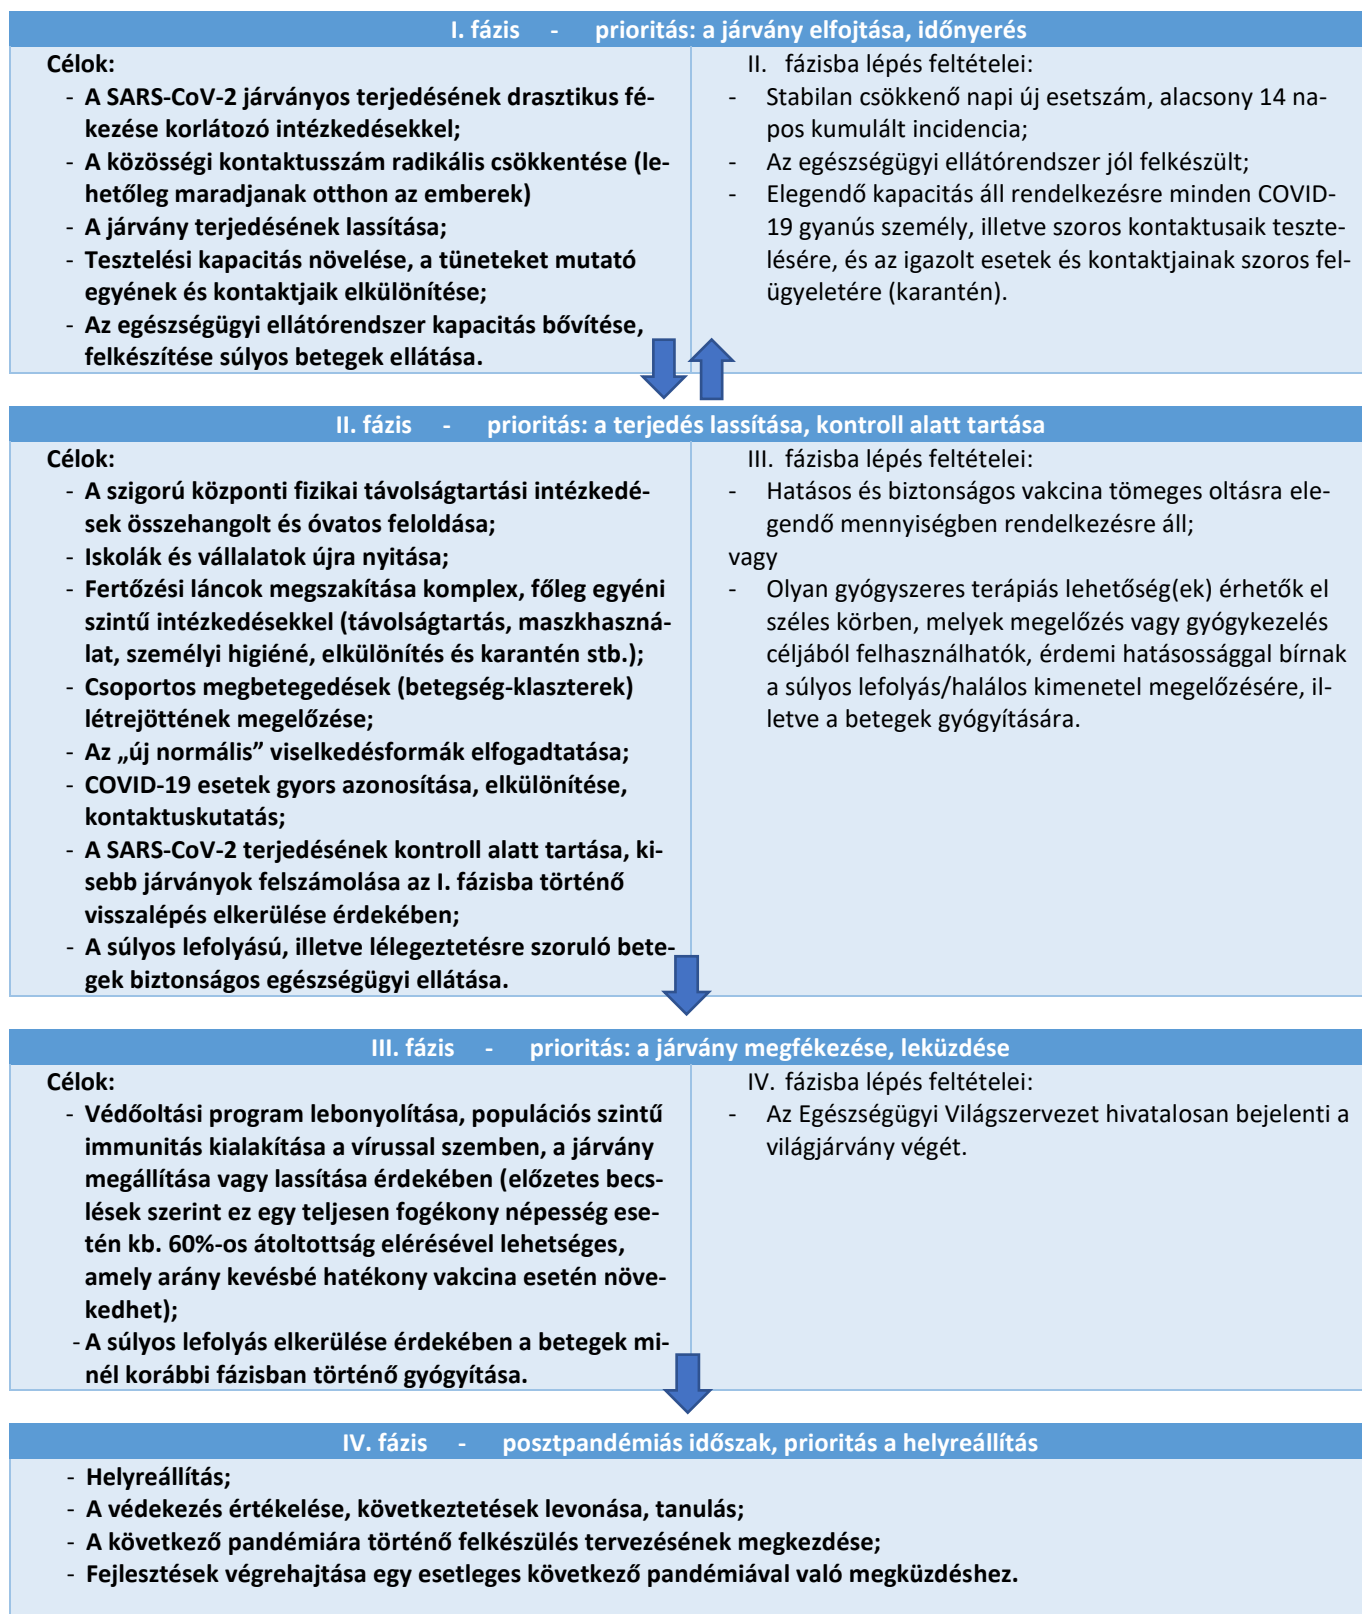 I. fázis - prioritás: a járvány elfojtása, időnyerés
Célok:
- A SARS-CoV-2 járványos terjedésének drasztikus fé-
kezése korlátozó intézkedésekkel;
- A közösségi kontaktusszám radikális csökkentése (le-
hetőleg maradjanak otthon az emberek)
- A járvány terjedésének lassítása;
- Tesztelési kapacitás növelése, a tüneteket mutató
egyének és kontaktjaik elkülönítése;
- Az egészségügyi ellátórendszer kapacitás bővítése,
felkészítése súlyos betegek ellátása.
II. fázisba lépés feltételei:
- Stabilan csökkenő napi új esetszám, alacsony 14 na-
pos kumulált incidencia;
- Az egészségügyi ellátórendszer jól felkészült;
- Elegendő kapacitás áll rendelkezésre minden COVID-
19 gyanús személy, illetve szoros kontaktusaik teszte-
lésére, és az igazolt esetek és kontaktjainak szoros fel-
ügyeletére (karantén).
II. fázis - prioritás: a terjedés lassítása, kontroll alatt tartása
Célok:
- A szigorú központi fizikai távolságtartási intézkedé-
sek összehangolt és óvatos feloldása;
- Iskolák és vállalatok újra nyitása;
- Fertőzési láncok megszakítása komplex, főleg egyéni
szintű intézkedésekkel (távolságtartás, maszkhaszná-
lat, személyi higiéné, elkülönítés és karantén stb.);
- Csoportos megbetegedések (betegség-klaszterek)
létrejöttének megelőzése;
- Az „új normális” viselkedésformák elfogadtatása;
- COVID-19 esetek gyors azonosítása, elkülönítése,
kontaktuskutatás;
- A SARS-CoV-2 terjedésének kontroll alatt tartása, ki-
sebb járványok felszámolása az I. fázisba történő
visszalépés elkerülése érdekében;
- A súlyos lefolyású, illetve lélegeztetésre szoruló bete-
gek biztonságos egészségügyi ellátása.
III. fázisba lépés feltételei:
- Hatásos és biztonságos vakcina tömeges oltásra ele-
gendő mennyiségben rendelkezésre áll;
vagy
- Olyan gyógyszeres terápiás lehetőség(ek) érhetők el
széles körben, melyek megelőzés vagy gyógykezelés
céljából felhasználhatók, érdemi hatásossággal bírnak
a súlyos lefolyás/halálos kimenetel megelőzésére, il-
letve a betegek gyógyítására.
III. fázis - prioritás: a járvány megfékezése, leküzdése
Célok:
- Védőoltási program lebonyolítása, populációs szintű
immunitás kialakítása a vírussal szemben, a járvány
megállítása vagy lassítása érdekében (előzetes becs-
lések szerint ez egy teljesen fogékony népesség ese-
tén kb. 60%-os átoltottság elérésével lehetséges,
amely arány kevésbé hatékony vakcina esetén növe-
kedhet);
- A súlyos lefolyás elkerülése érdekében a betegek mi-
nél korábbi fázisban történő gyógyítása.
IV. fázisba lépés feltételei:
- Az Egészségügyi Világszervezet hivatalosan bejelenti a
világjárvány végét.
IV. fázis - posztpandémiás időszak, prioritás a helyreállítás
- Helyreállítás;
- A védekezés értékelése, következtetések levonása, tanulás;
- A következő pandémiára történő felkészülés tervezésének megkezdése;
- Fejlesztések végrehajtása egy esetleges következő pandémiával való megküzdéshez.